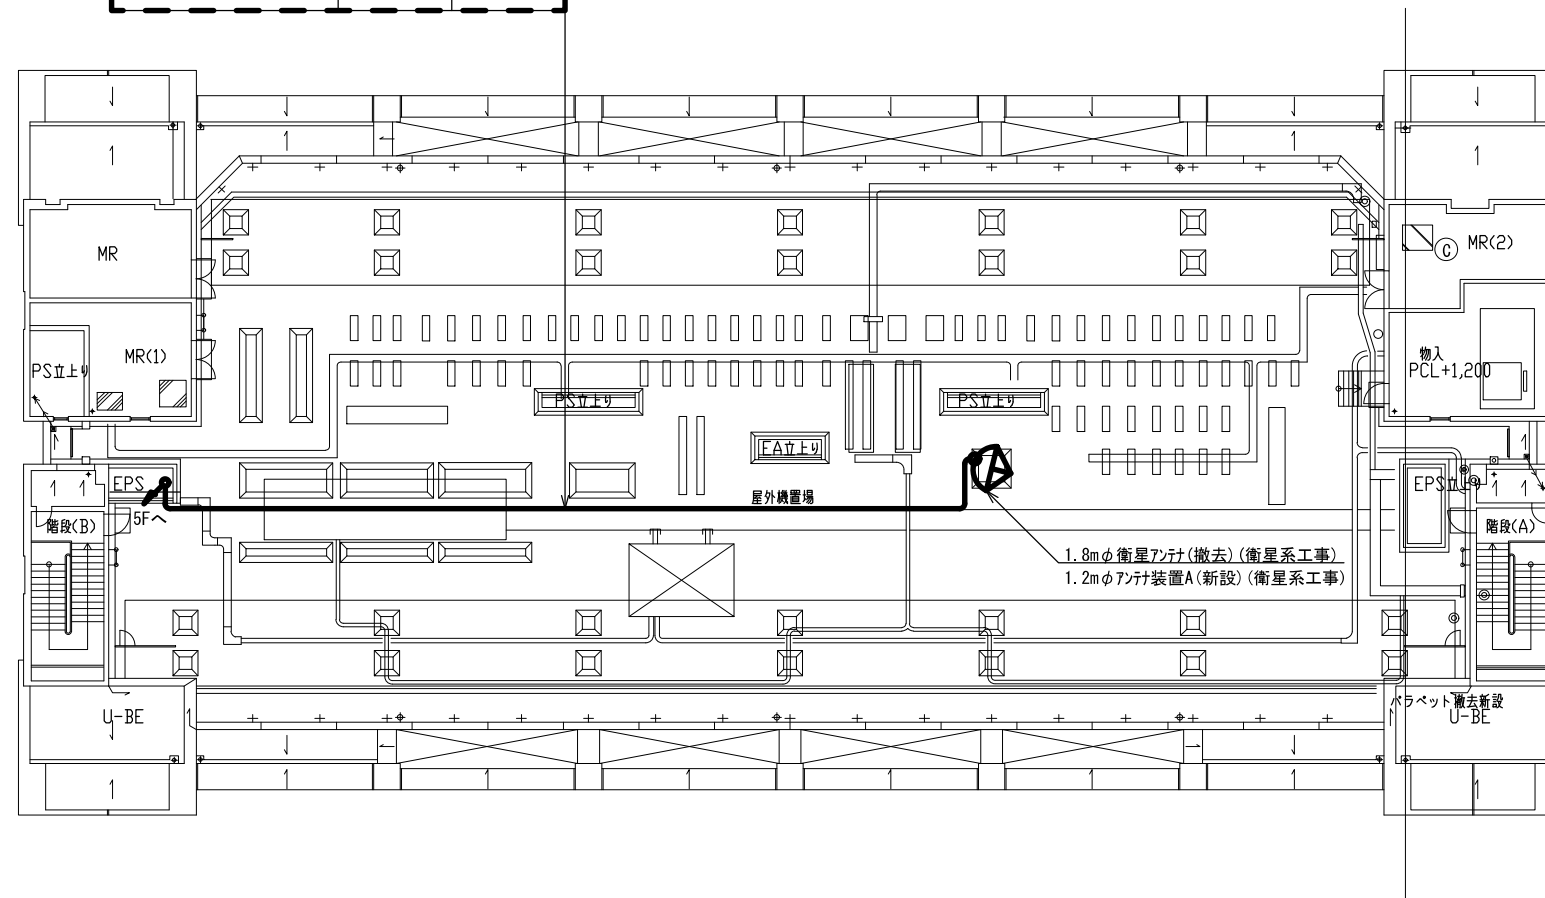 MR
MR(2)
C
MR(1)
PS立上り
物入
PCL+1,200
PS立上り
PS立上り
EA立上り
EPS
5Fへ
屋外機置場
EPS立上り
階段(B)
階段(A)
1.8mφ衛星アンテナ(撤去)(衛星系工事)
1.2mφアンテナ装置A(新設)(衛星系工事)
U-BE
パラペット撤去新設
U-BE